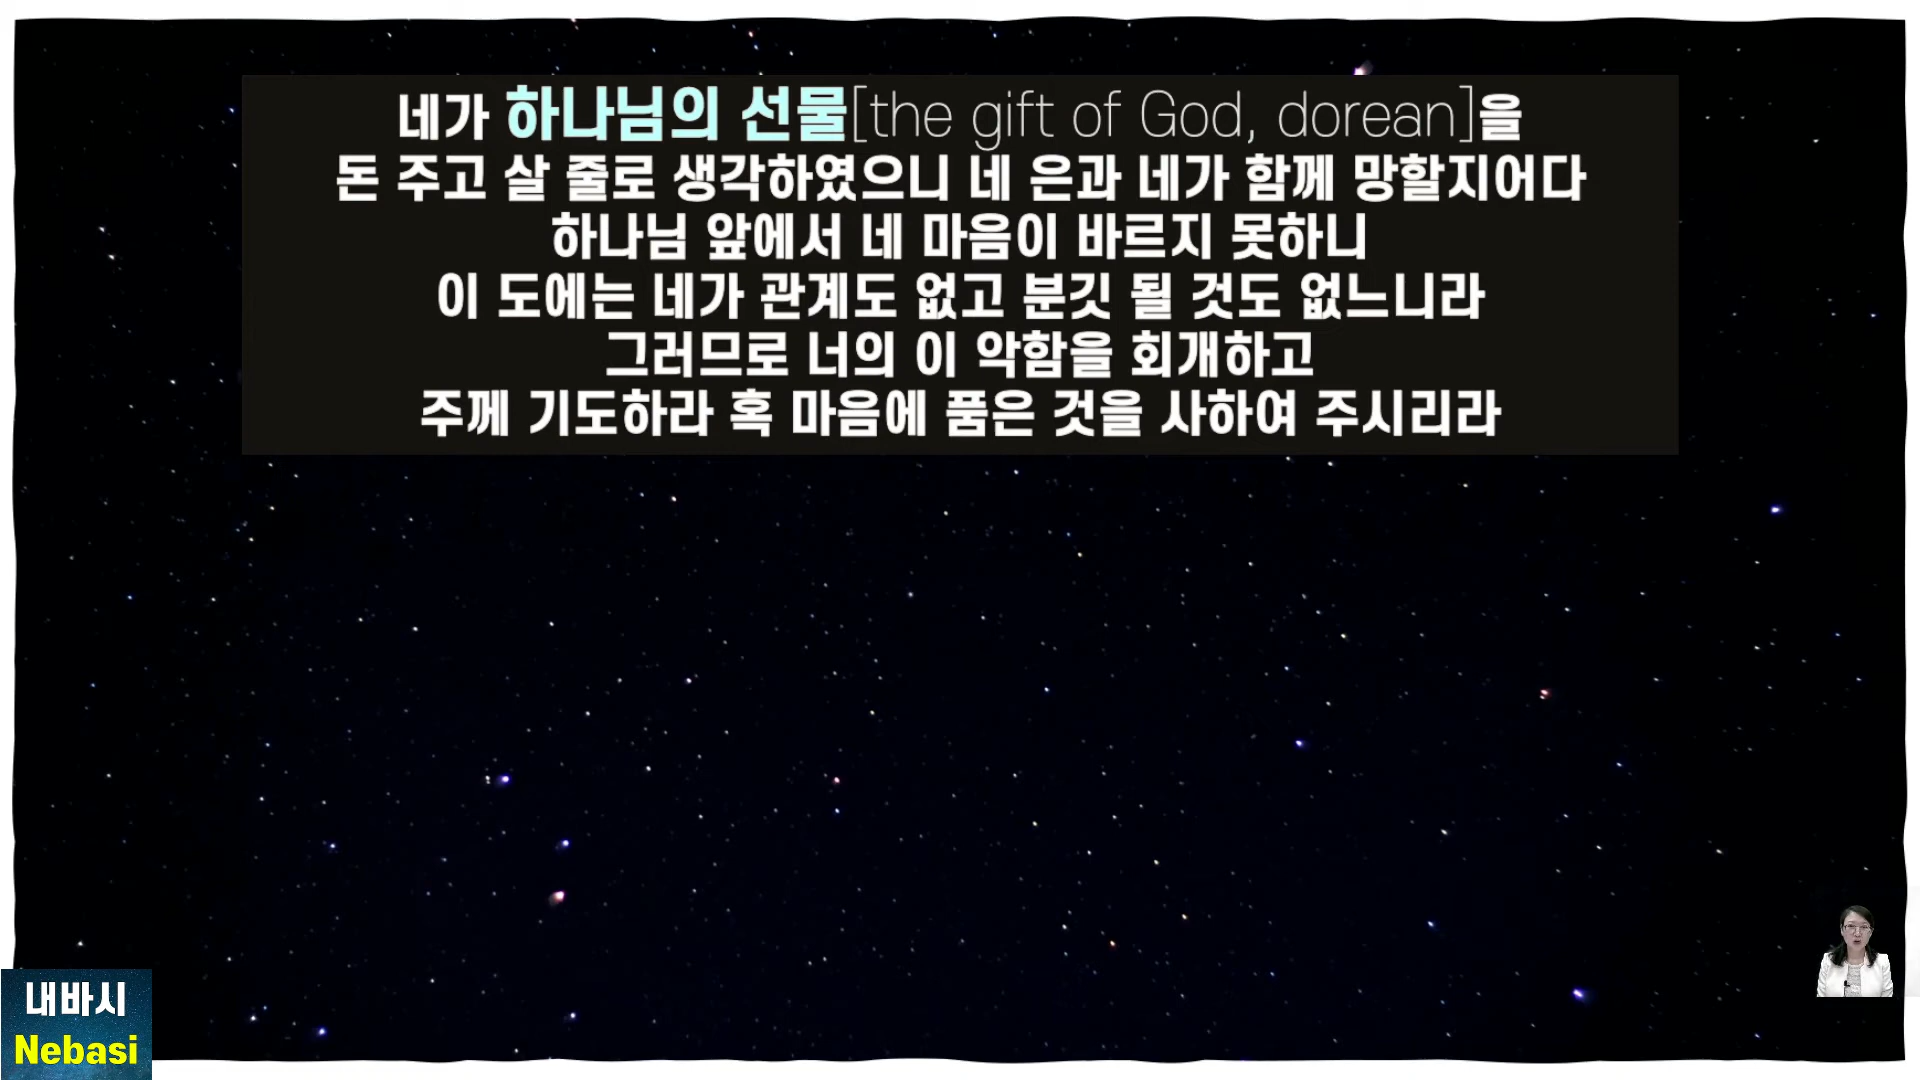 네가 하나님의 선물[the gift of God, dorean]을
돈 주고 살 줄로 생각하였으니 네 은과 네가 함께 망할지어다
하나님 앞에서 네 마음이 바르지 못하니
이 도에는 네가 관계도 없고 분깃 될 것도 없느니라
그러므로 너의 이 악함을 회개하고
주께 기도하라 혹 마음에 품은 것을 사하여 주시리라
내바시
Nebasi